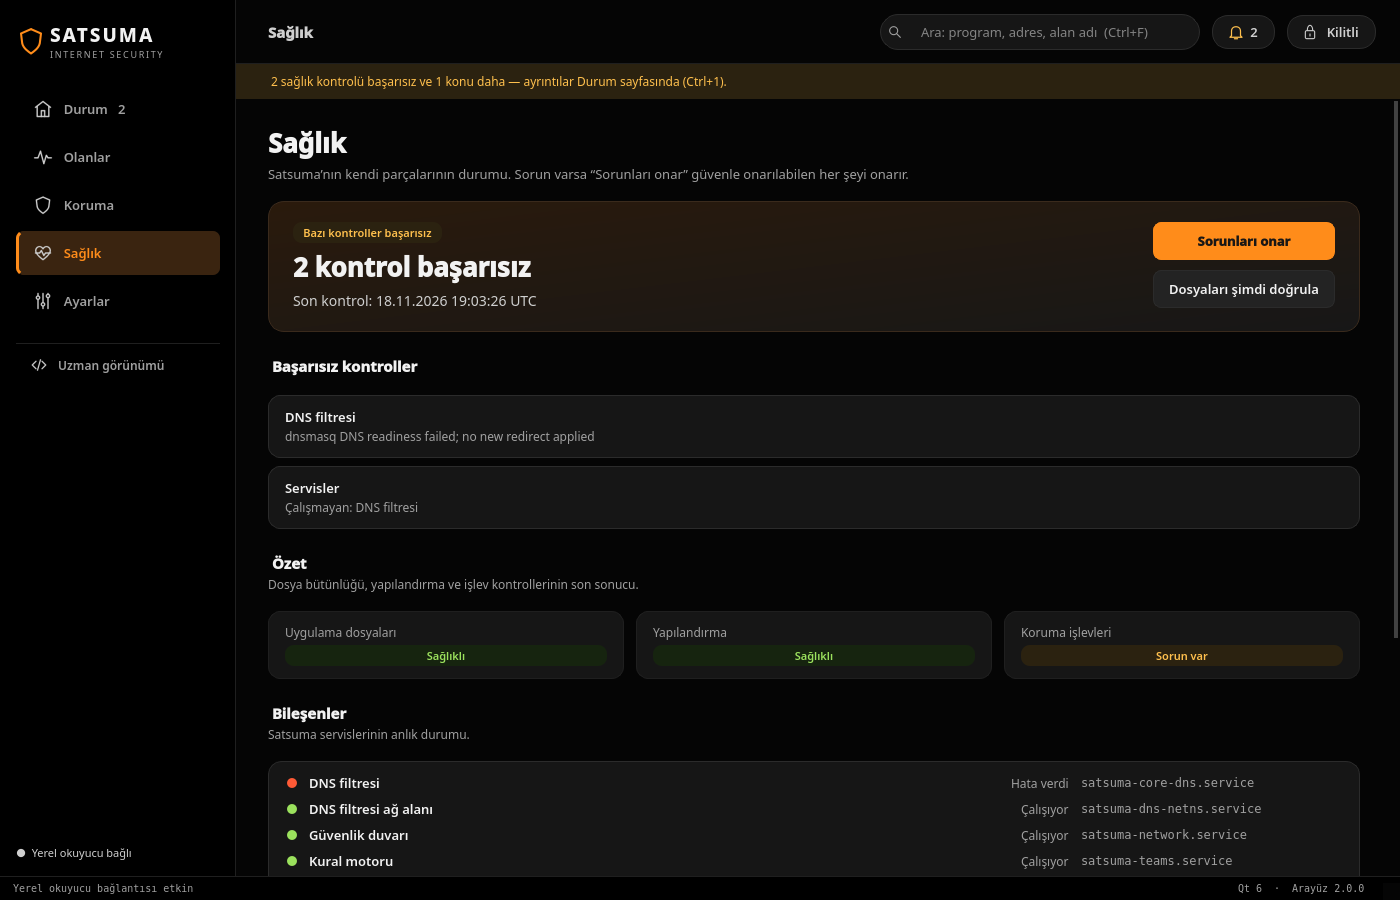 SATSUMA
INTERNET SECURITY
Durum 2
Olanlar
Koruma
Sağlık
Ayarlar
Uzman görünümü
Yerel okuyucu bağlı
Sağlık
Ara: program, adres, alan adı (Ctrl+F)
2
Kilitli
2 sağlık kontrolü başarısız ve 1 konu daha — ayrıntılar Durum sayfasında (Ctrl+1).
Sağlık
Satsuma’nın kendi parçalarının durumu. Sorun varsa “Sorunları onar” güvenle onarılabilen her şeyi onarır.
Bazı kontroller başarısız
2 kontrol başarısız
Son kontrol: 18.11.2026 19:03:26 UTC
Sorunları onar
Dosyaları şimdi doğrula
Başarısız kontroller
DNS filtresi
dnsmasq DNS readiness failed; no new redirect applied
Servisler
Çalışmayan: DNS filtresi
Özet
Dosya bütünlüğü, yapılandırma ve işlev kontrollerinin son sonucu.
Uygulama dosyaları
Sağlıklı
Yapılandırma
Sağlıklı
Koruma işlevleri
Sorun var
Bileşenler
Satsuma servislerinin anlık durumu.
DNS filtresi Hata verdi satsuma-core-dns.service
DNS filtresi ağ alanı Çalışıyor satsuma-dns-netns.service
Güvenlik duvarı Çalışıyor satsuma-network.service
Kural motoru Çalışıyor satsuma-teams.service
Yerel okuyucu bağlantısı etkin
Qt 6 · Arayüz 2.0.0